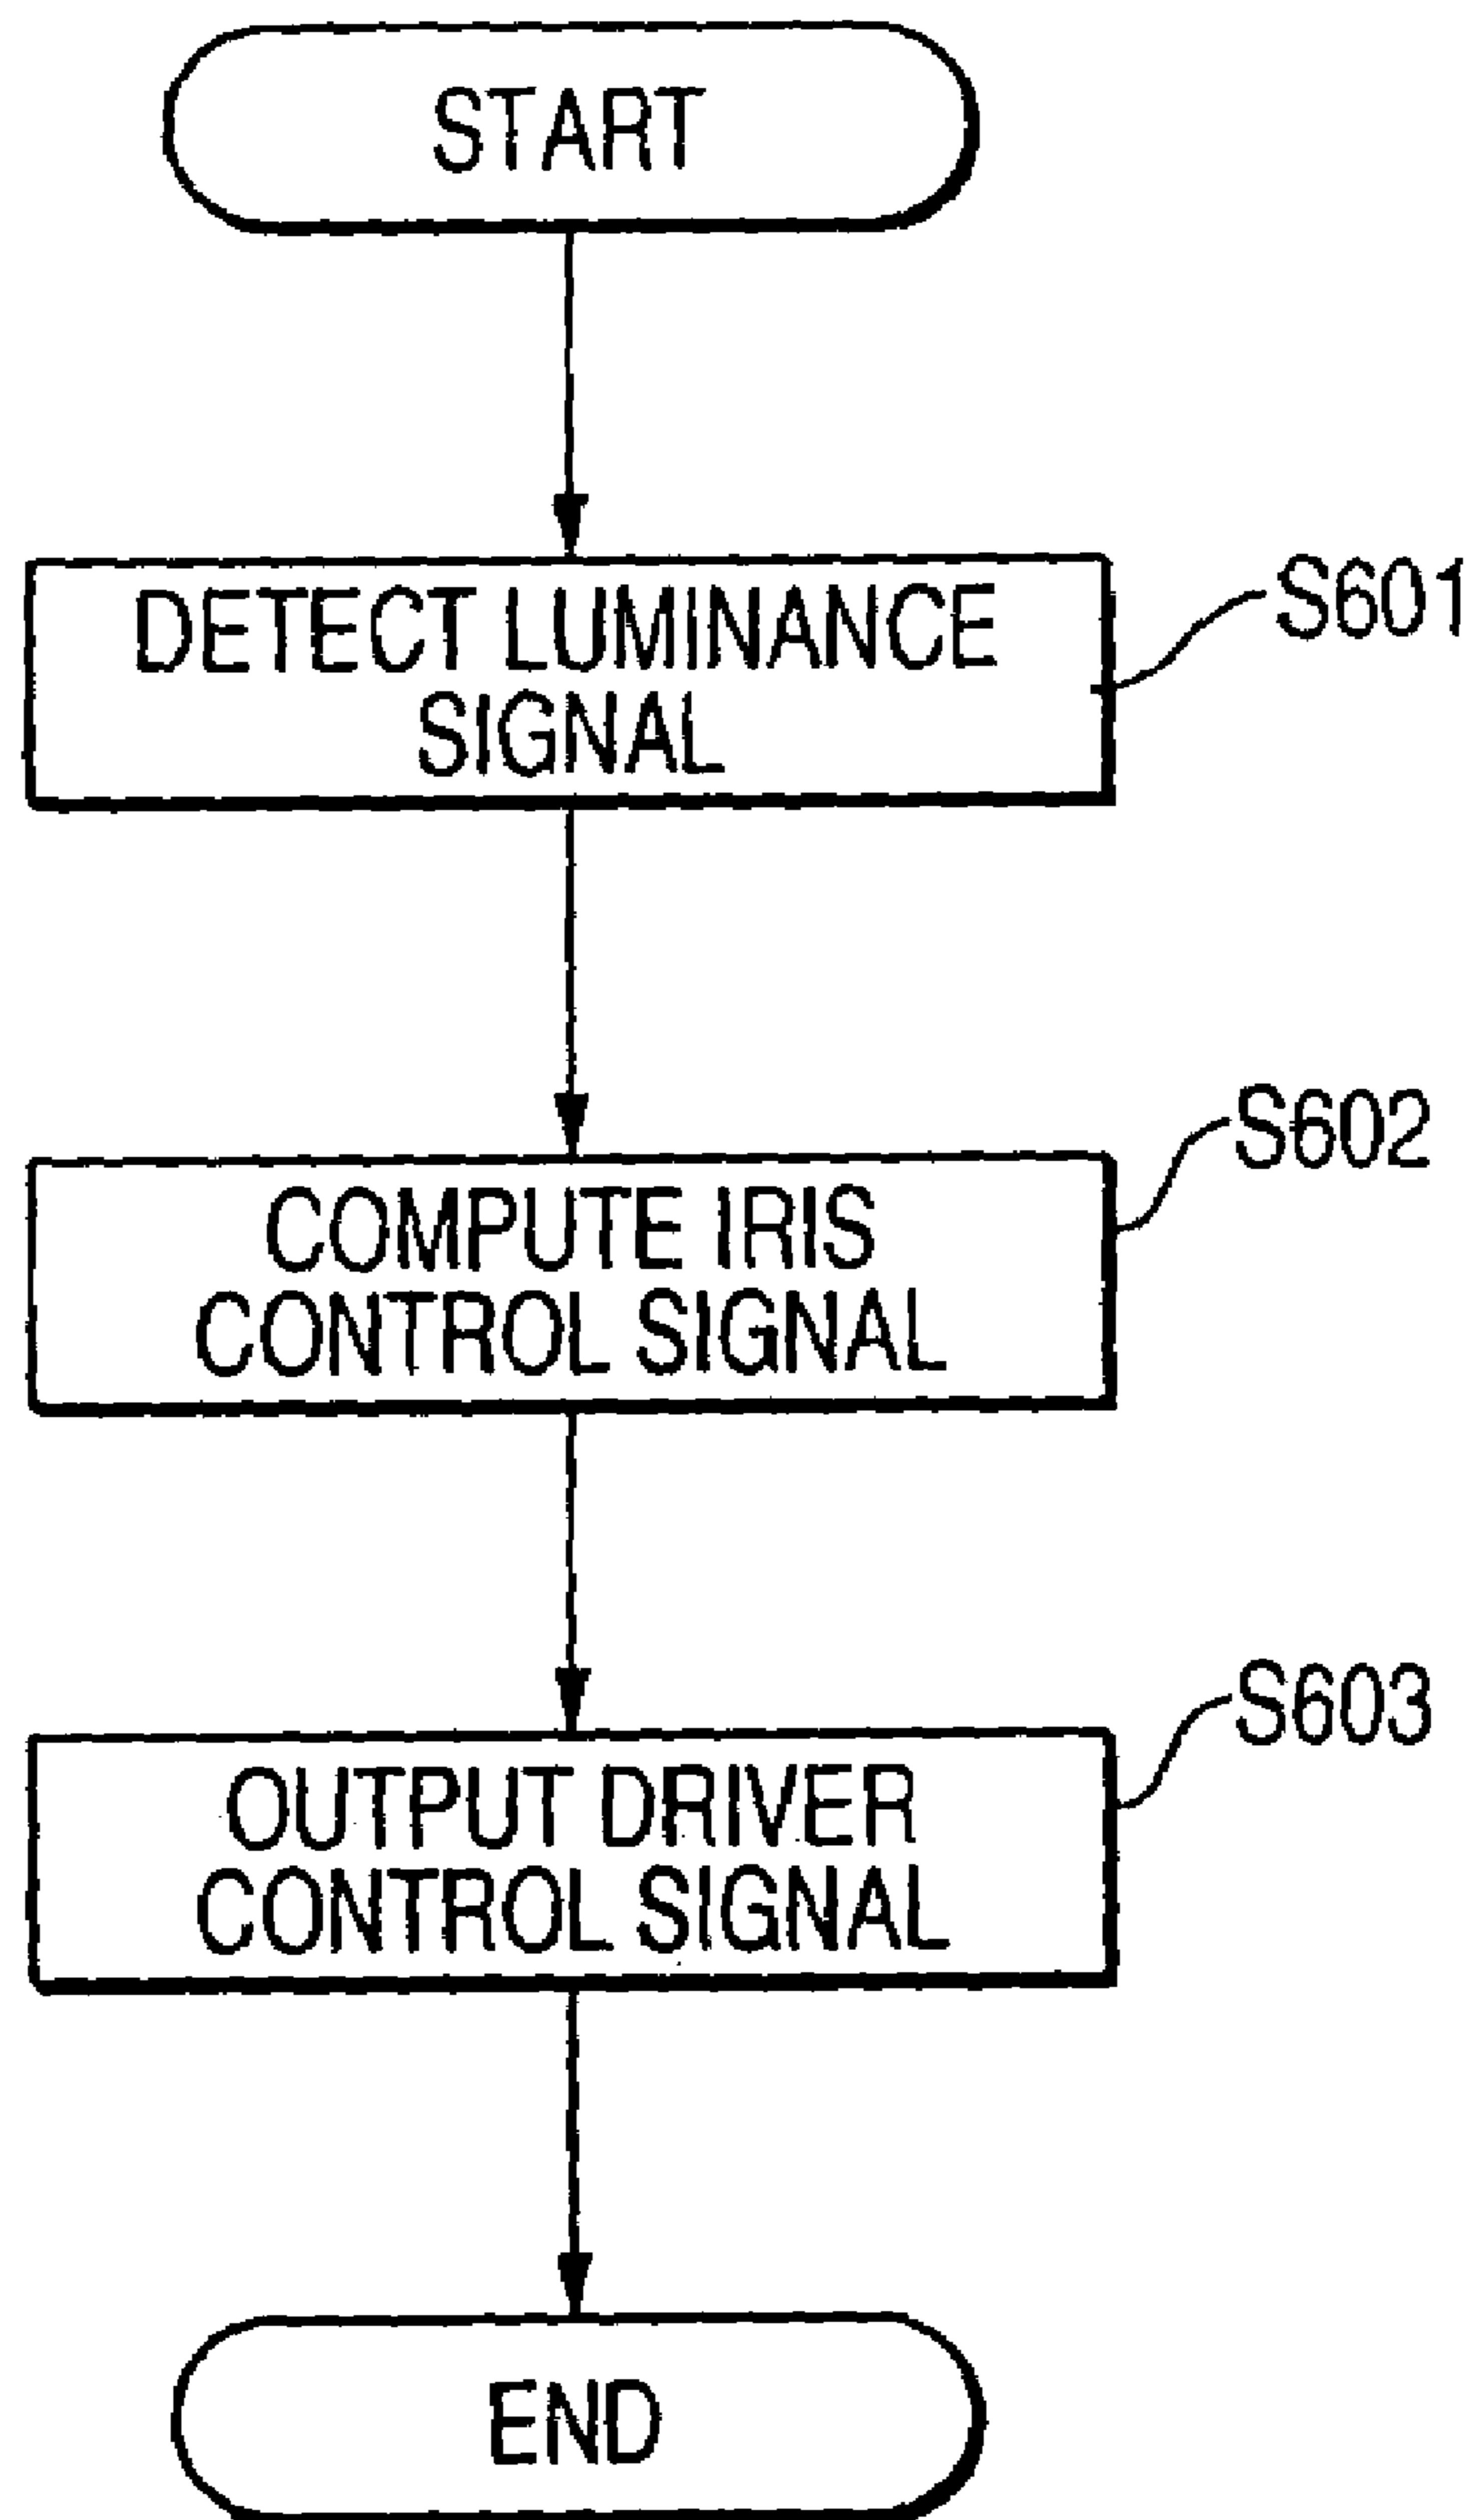 START
DETECT LUMINANCE
SIGNAL
S601
COMPUTE IRIS
CONTROL SIGNAL
S602
OUTPUT DRIVER
CONTROL SIGNAL
S603
END